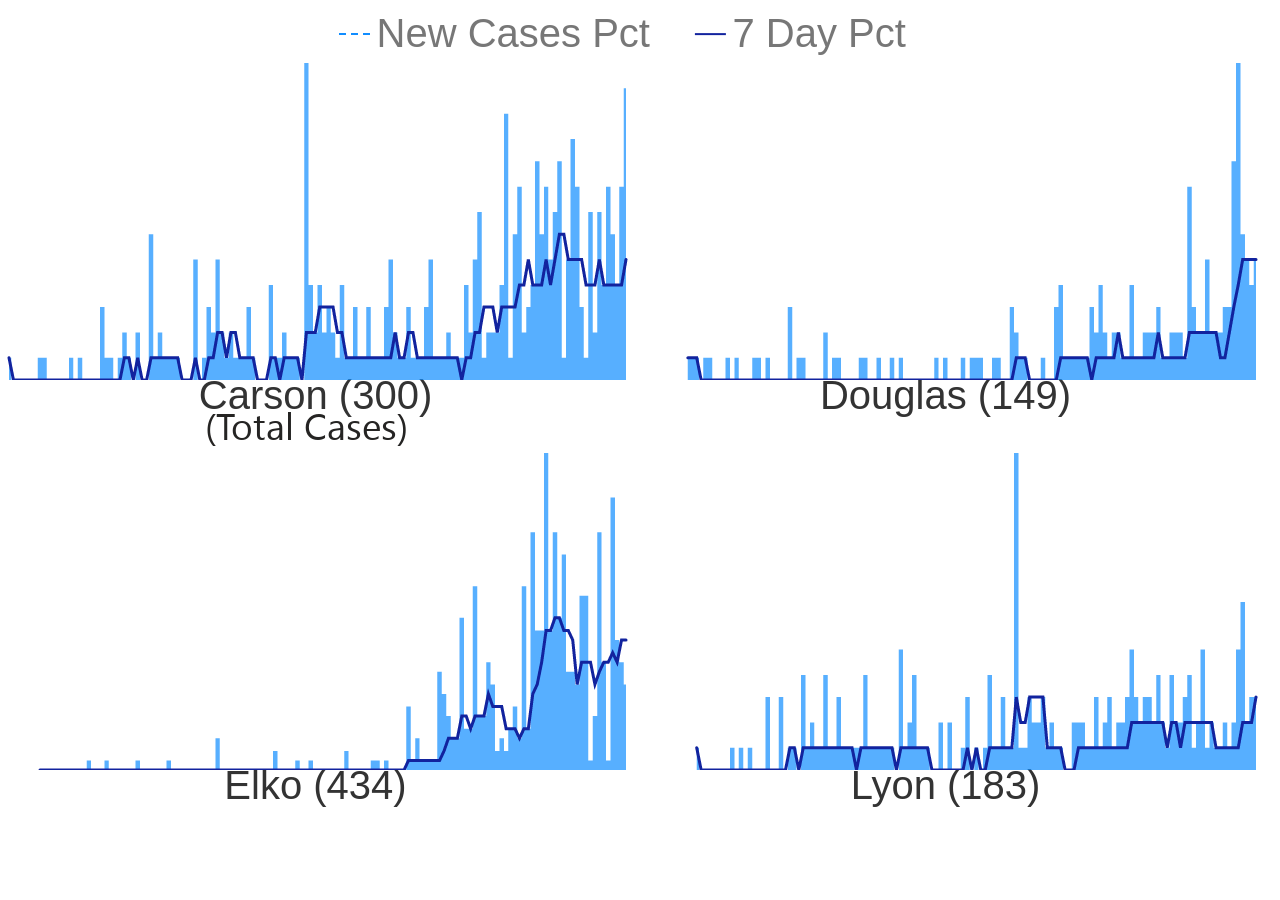 New Cases Pct 7 Day Pct
Carson (300) Douglas (149)
(Total Cases)
Elko (434) Lyon (183)